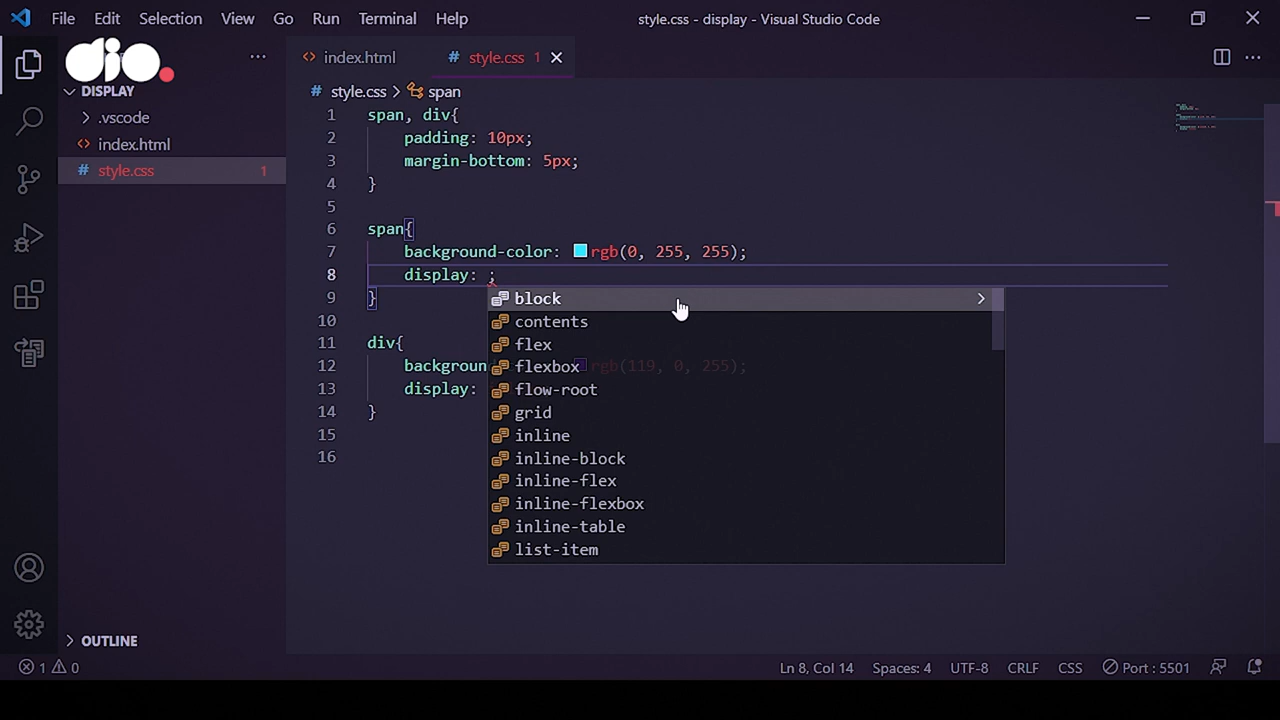 File Edit Selection View Go Run Terminal Help
style.css - display - Visual Studio Code
dio.
DISPLAY
.vscode
index.html
style.css 1
OUTLINE
index.html
style.css 1
style.css > span
1 span, div{
2 padding: 10px;
3 margin-bottom: 5px;
4 }
5
6 span{
7 background-color: rgb(0, 255, 255);
8 display: ;
9 }
10
11 div{
12 backgroun rgb(119, 0, 255);
13 display:
14 }
15
16
block
contents
flex
flexbox
flow-root
grid
inline
inline-block
inline-flex
inline-flexbox
inline-table
list-item
1 0
Ln 8, Col 14 Spaces: 4 UTF-8 CRLF CSS Port : 5501